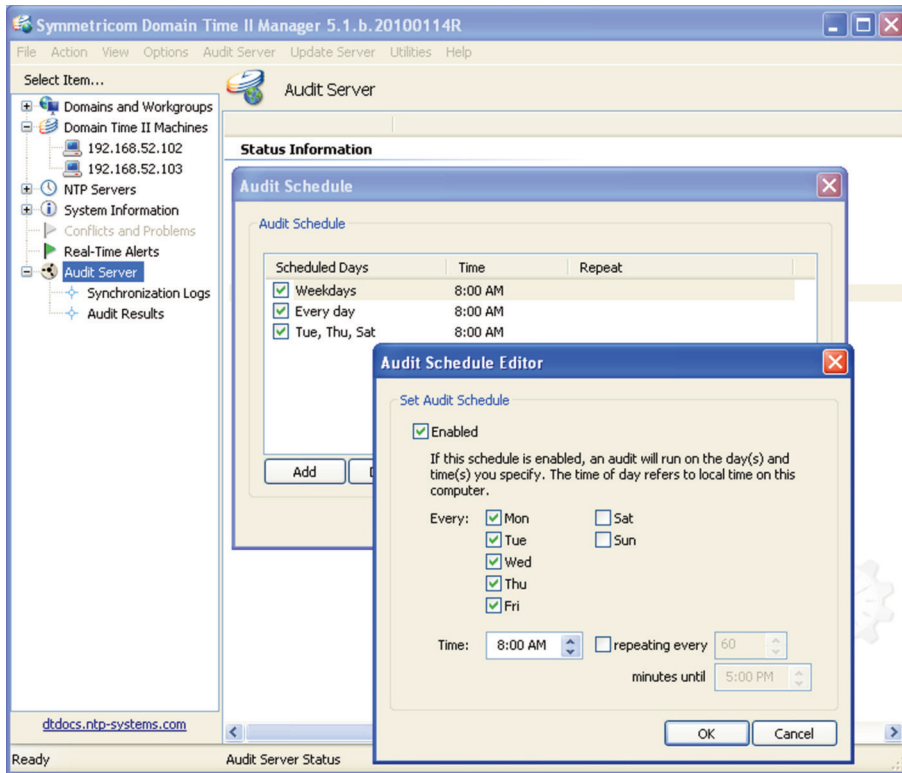 Symmetricom Domain Time II Manager 5.1.b.20100114R
File Action View Options Audit Server Update Server Utilities Help
Select Item...
Domains and Workgroups
Domain Time II Machines
192.168.52.102
192.168.52.103
NTP Servers
System Information
Conflicts and Problems
Real-Time Alerts
Audit Server
Synchronization Logs
Audit Results
dtdocs.ntp-systems.com
Audit Server
Status Information
Audit Schedule
Audit Schedule
Scheduled Days Time Repeat
Weekdays 8:00 AM
Every day 8:00 AM
Tue, Thu, Sat 8:00 AM
Add
Audit Schedule Editor
Set Audit Schedule
Enabled
If this schedule is enabled, an audit will run on the day(s) and
time(s) you specify. The time of day refers to local time on this
computer.
Every: Mon Sat
Tue Sun
Wed
Thu
Fri
Time: 8:00 AM repeating every 60
minutes until 5:00 PM
OK Cancel
Ready Audit Server Status